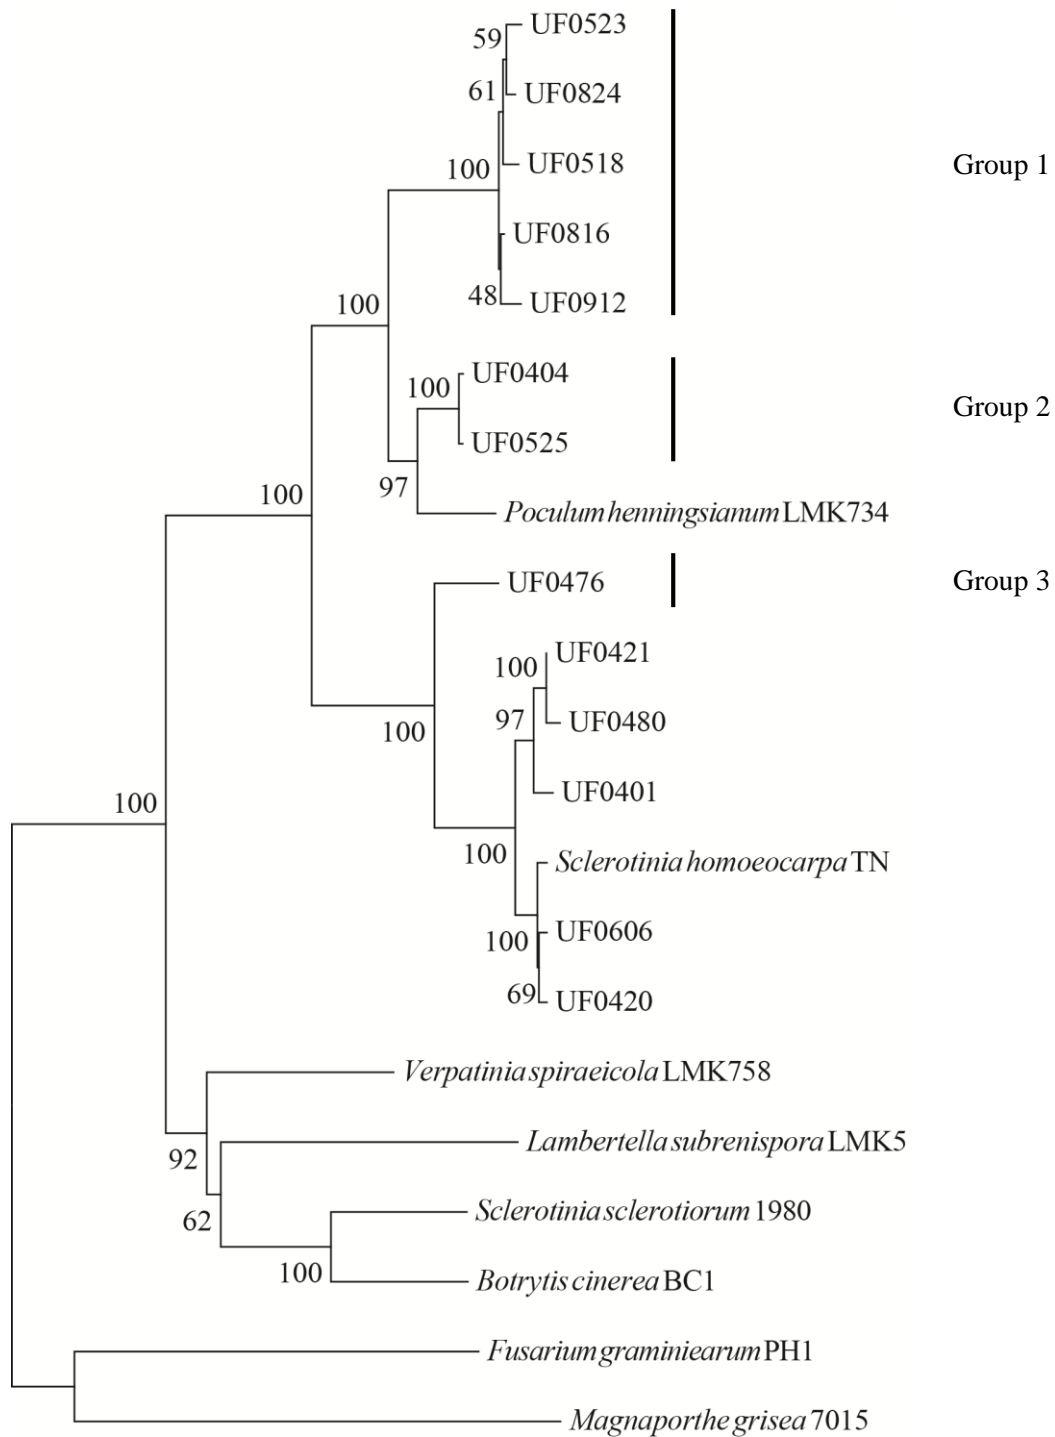 UF0523
59
61
UF0824
100
UF0518
Group 1
UF0816
48
UF0912
100
UF0404
100
Group 2
UF0525
97
100
Poculum henningsianum LMK734
UF0476
Group 3
UF0421
100
97
UF0480
100
UF0401
100
100
Sclerotinia homoeocarpa TN
UF0606
100
69
UF0420
Verpatinia spiraeicola LMK758
92
Lambertella subrenispora LMK5
62
Sclerotinia sclerotiorum 1980
100
Botrytis cinerea BC1
Fusarium graminiearum PH1
Magnaporthe grisea 7015